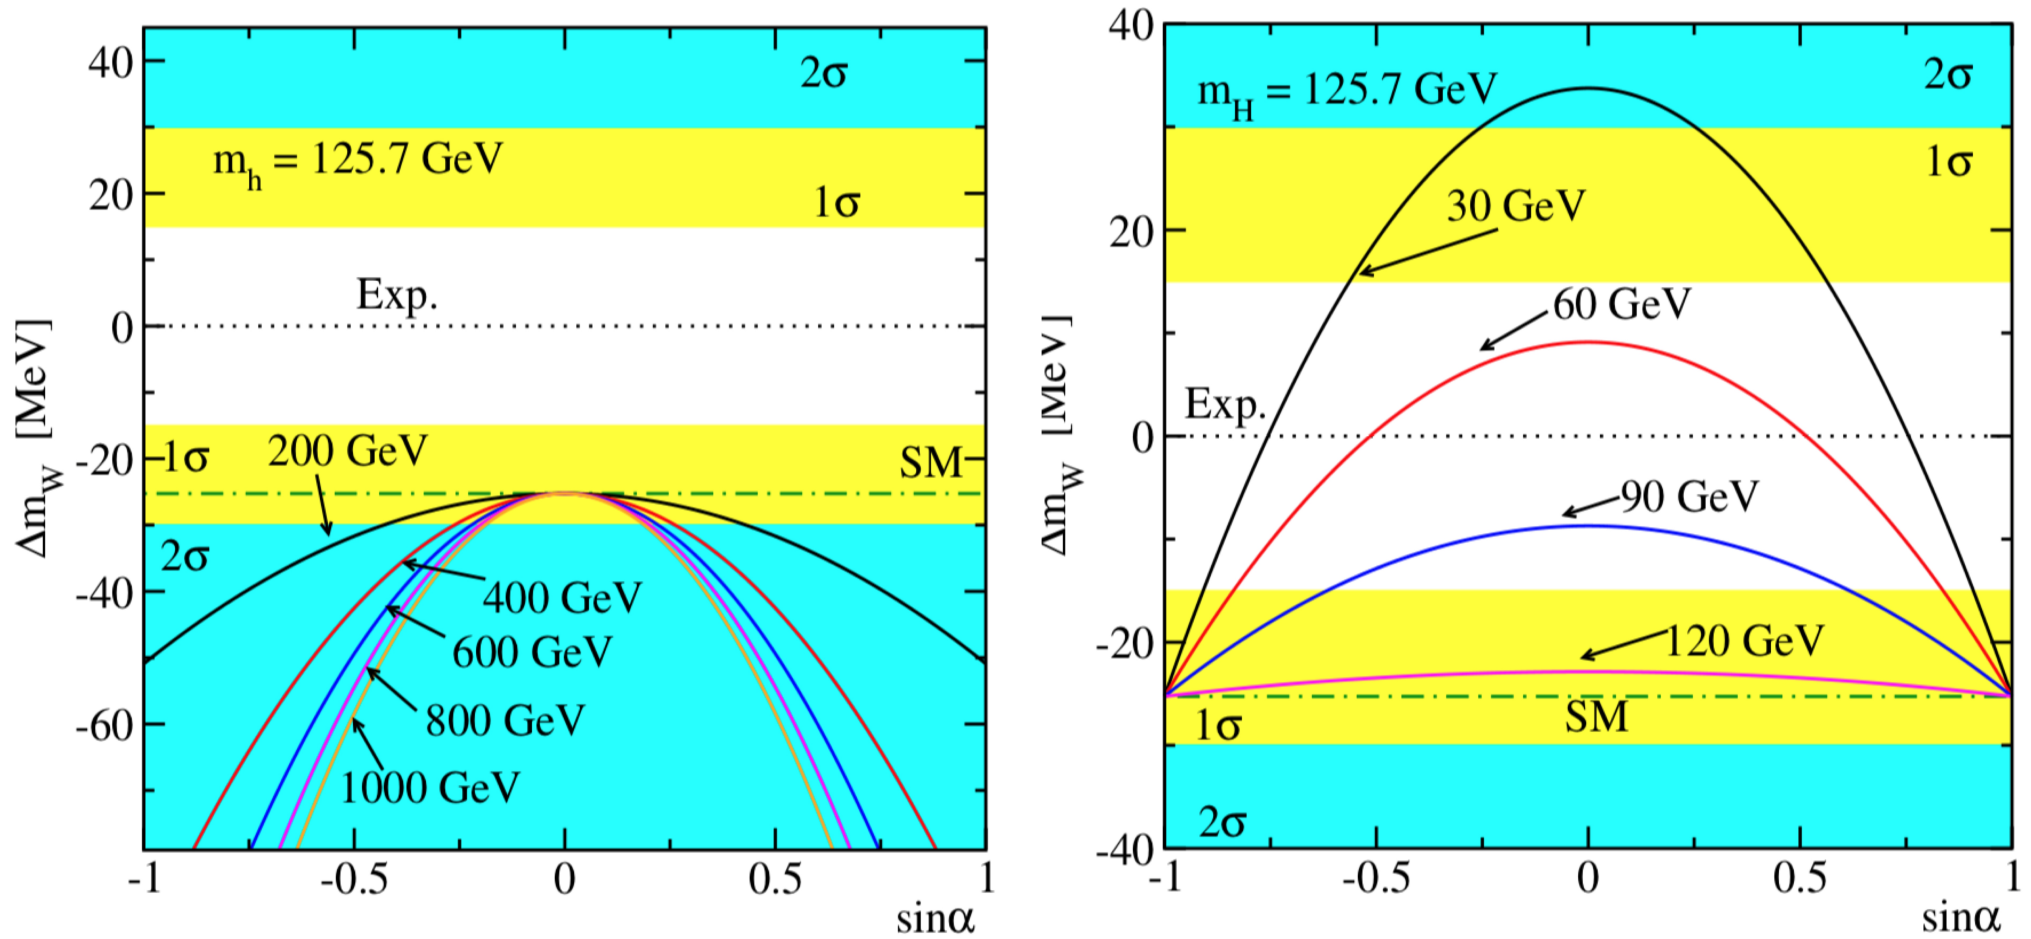 40
2σ
m_h = 125.7 GeV
20
1σ
Exp.
0
Δm_W [MeV]
-20
1σ
200 GeV
SM
2σ
-40
400 GeV
600 GeV
-60
800 GeV
1000 GeV
-1
-0.5
0
0.5
1
sinα
40
2σ
m_H = 125.7 GeV
1σ
30 GeV
20
60 GeV
Exp.
0
Δm_W [MeV]
90 GeV
-20
120 GeV
1σ
SM
2σ
-40
-1
-0.5
0
0.5
1
sinα